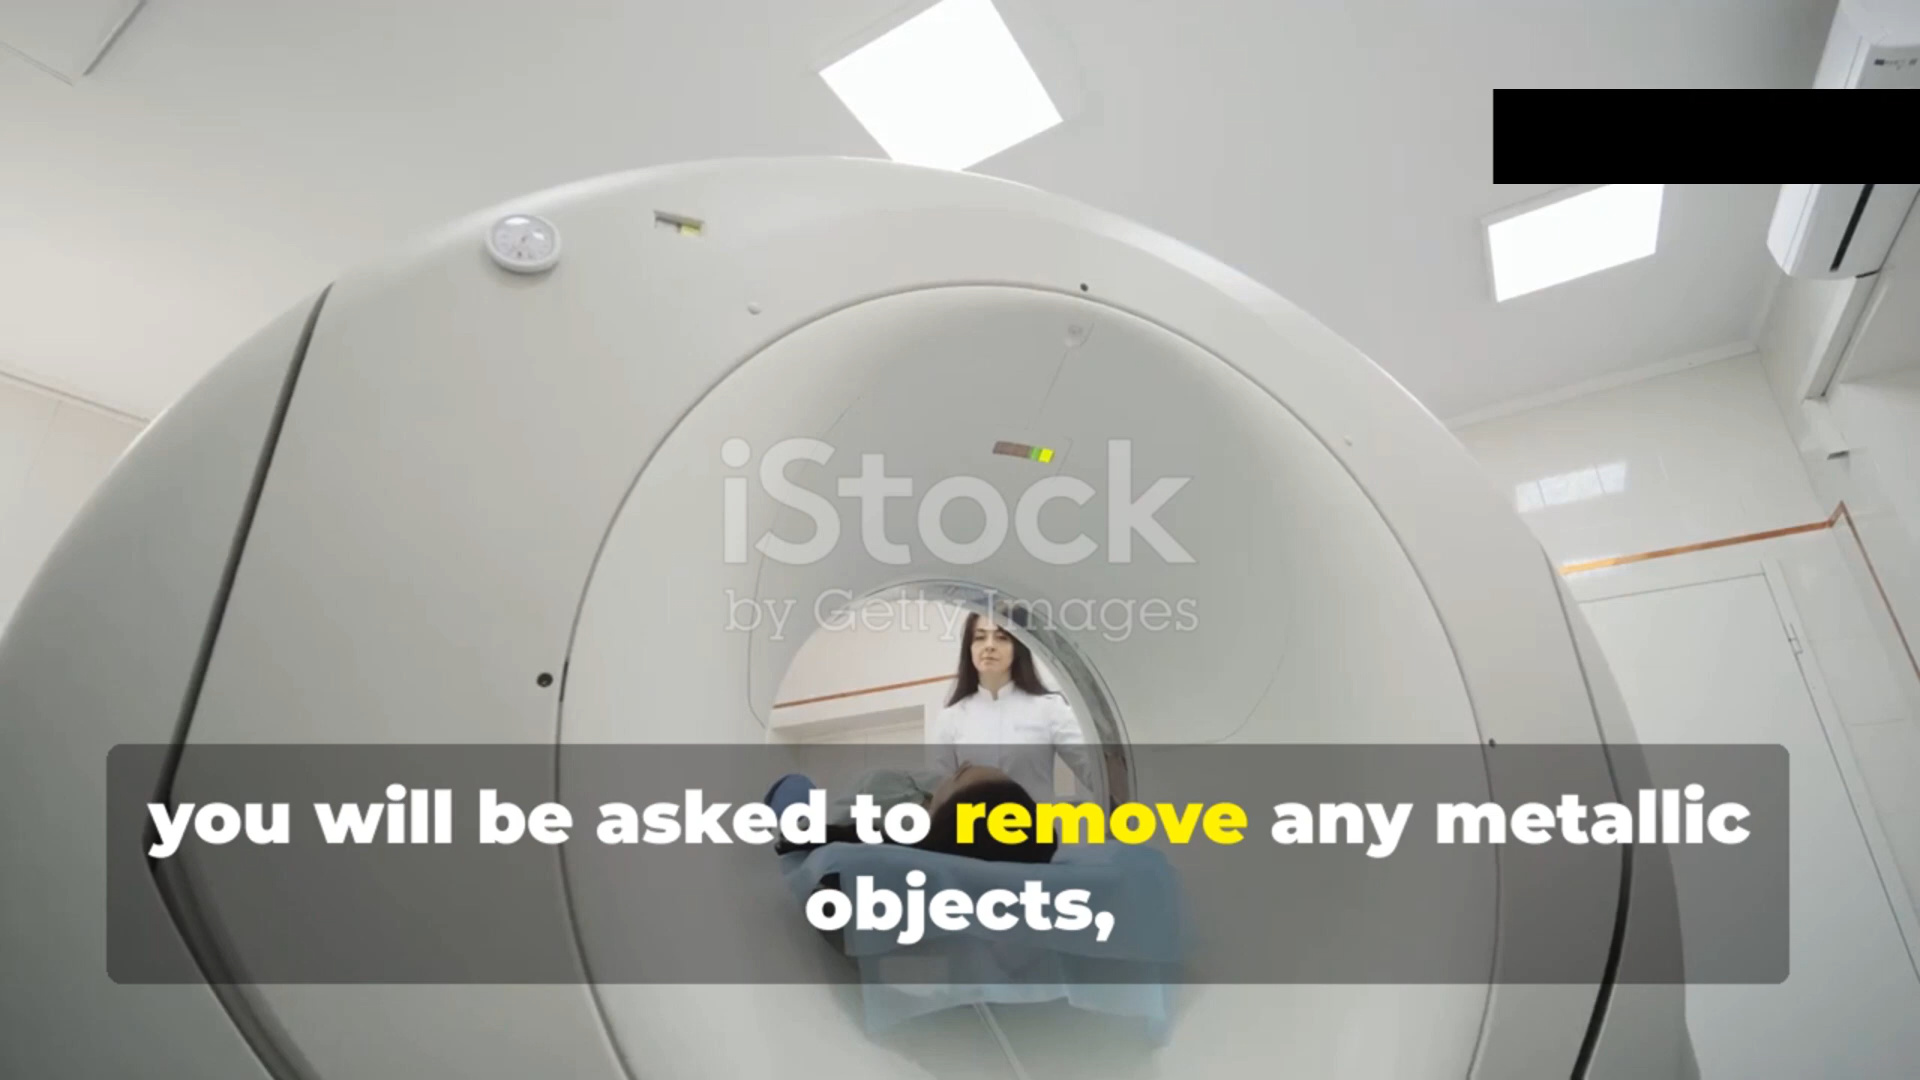 iStock
by Getty Images
you will be asked to remove any metallic
objects,